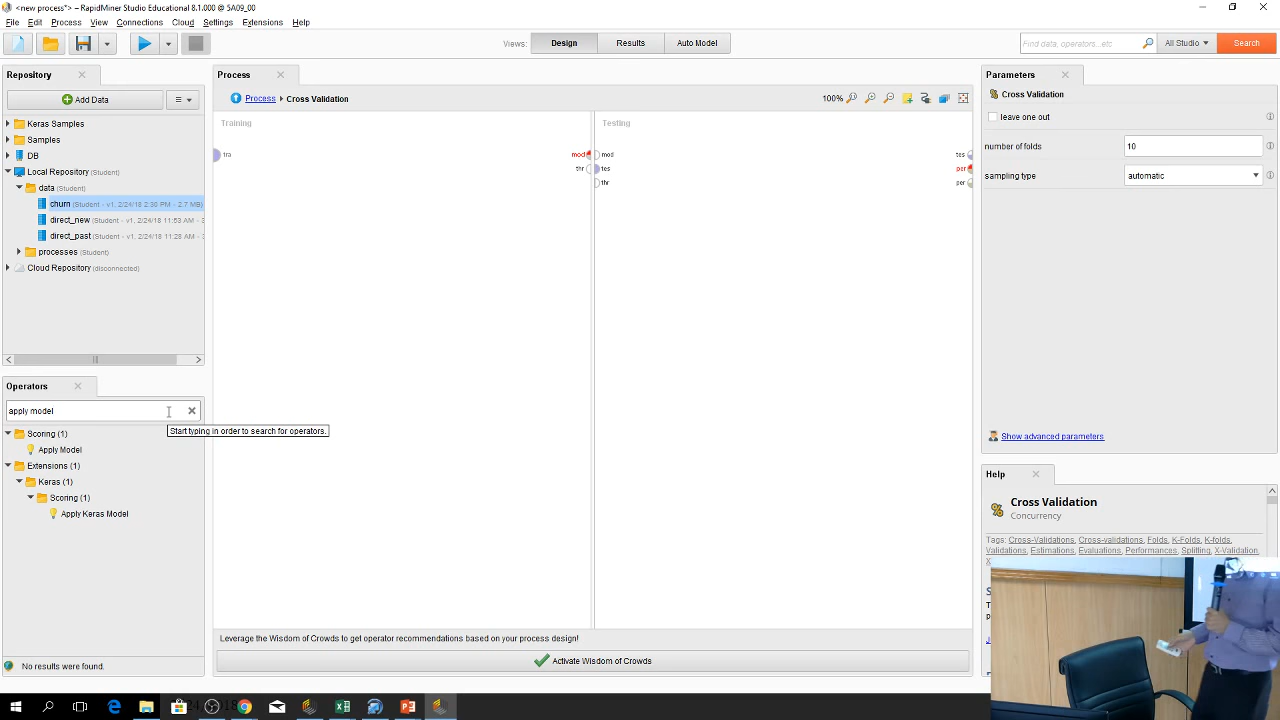 <new process*> – RapidMiner Studio Educational 8.1.000 @ 5A09_00
File Edit Process View Connections Cloud Settings Extensions Help
Views: Design Results Auto Model Find data, operators...etc All Studio Search
Repository
Add Data
Keras Samples
Samples
DB
Local Repository (Student)
data (Student)
churn (Student – v1, 2/24/18 2:36 PM – 2.7 MB)
direct_new (Student – v1, 2/24/18 11:53 AM – 3
direct_past (Student – v1, 2/24/18 11:28 AM – 3
processes (Student)
Cloud Repository (disconnected)
Operators
apply model
Start typing in order to search for operators.
Scoring (1)
Apply Model
Extensions (1)
Keras (1)
Scoring (1)
Apply Keras Model
No results were found.
Process
Process Cross Validation
100%
Training Testing
tra mod mod tes
thr tes per
thr per
Leverage the Wisdom of Crowds to get operator recommendations based on your process design!
Activate Wisdom of Crowds
Parameters
Cross Validation
leave one out
number of folds 10
sampling type automatic
Show advanced parameters
Help
Cross Validation
Concurrency
Tags: Cross-Validations, Cross-validations, Folds, K-Folds, K-folds,
Validations, Estimations, Evaluations, Performances, Splitting, X-Validation,